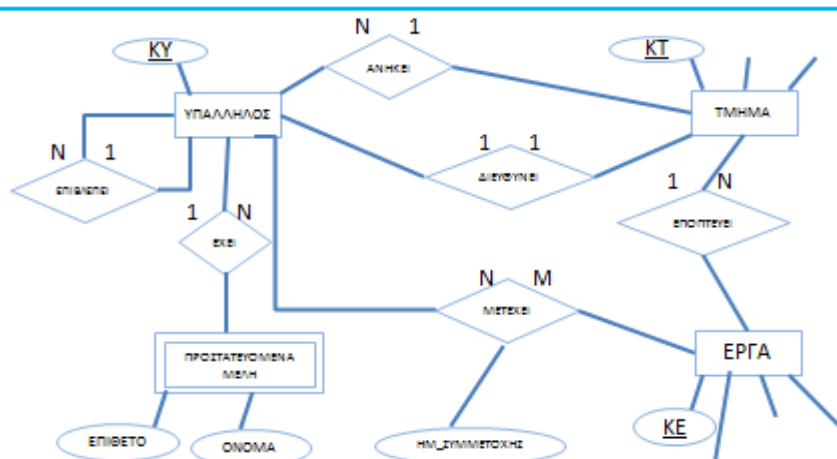 N 1
ΚΥ
ΚΤ
ΑΝΗΚΕΙ
ΥΠΑΛΛΗΛΟΣ
ΤΜΗΜΑ
N 1
1 1
ΕΠΙΒΛΕΠΕΙ
ΔΙΕΥΘΥΝΕΙ
1 N
1 N
ΕΠΟΠΤΕΥΕΙ
ΕΧΕΙ
N M
ΜΕΤΕΧΕΙ
ΠΡΟΣΤΑΤΕΥΟΜΕΝΑ
ΜΕΛΗ
ΕΡΓΑ
ΕΠΙΘΕΤΟ
ΟΝΟΜΑ
ΗΜ_ΣΥΜΜΕΤΟΧΗΣ
ΚΕ